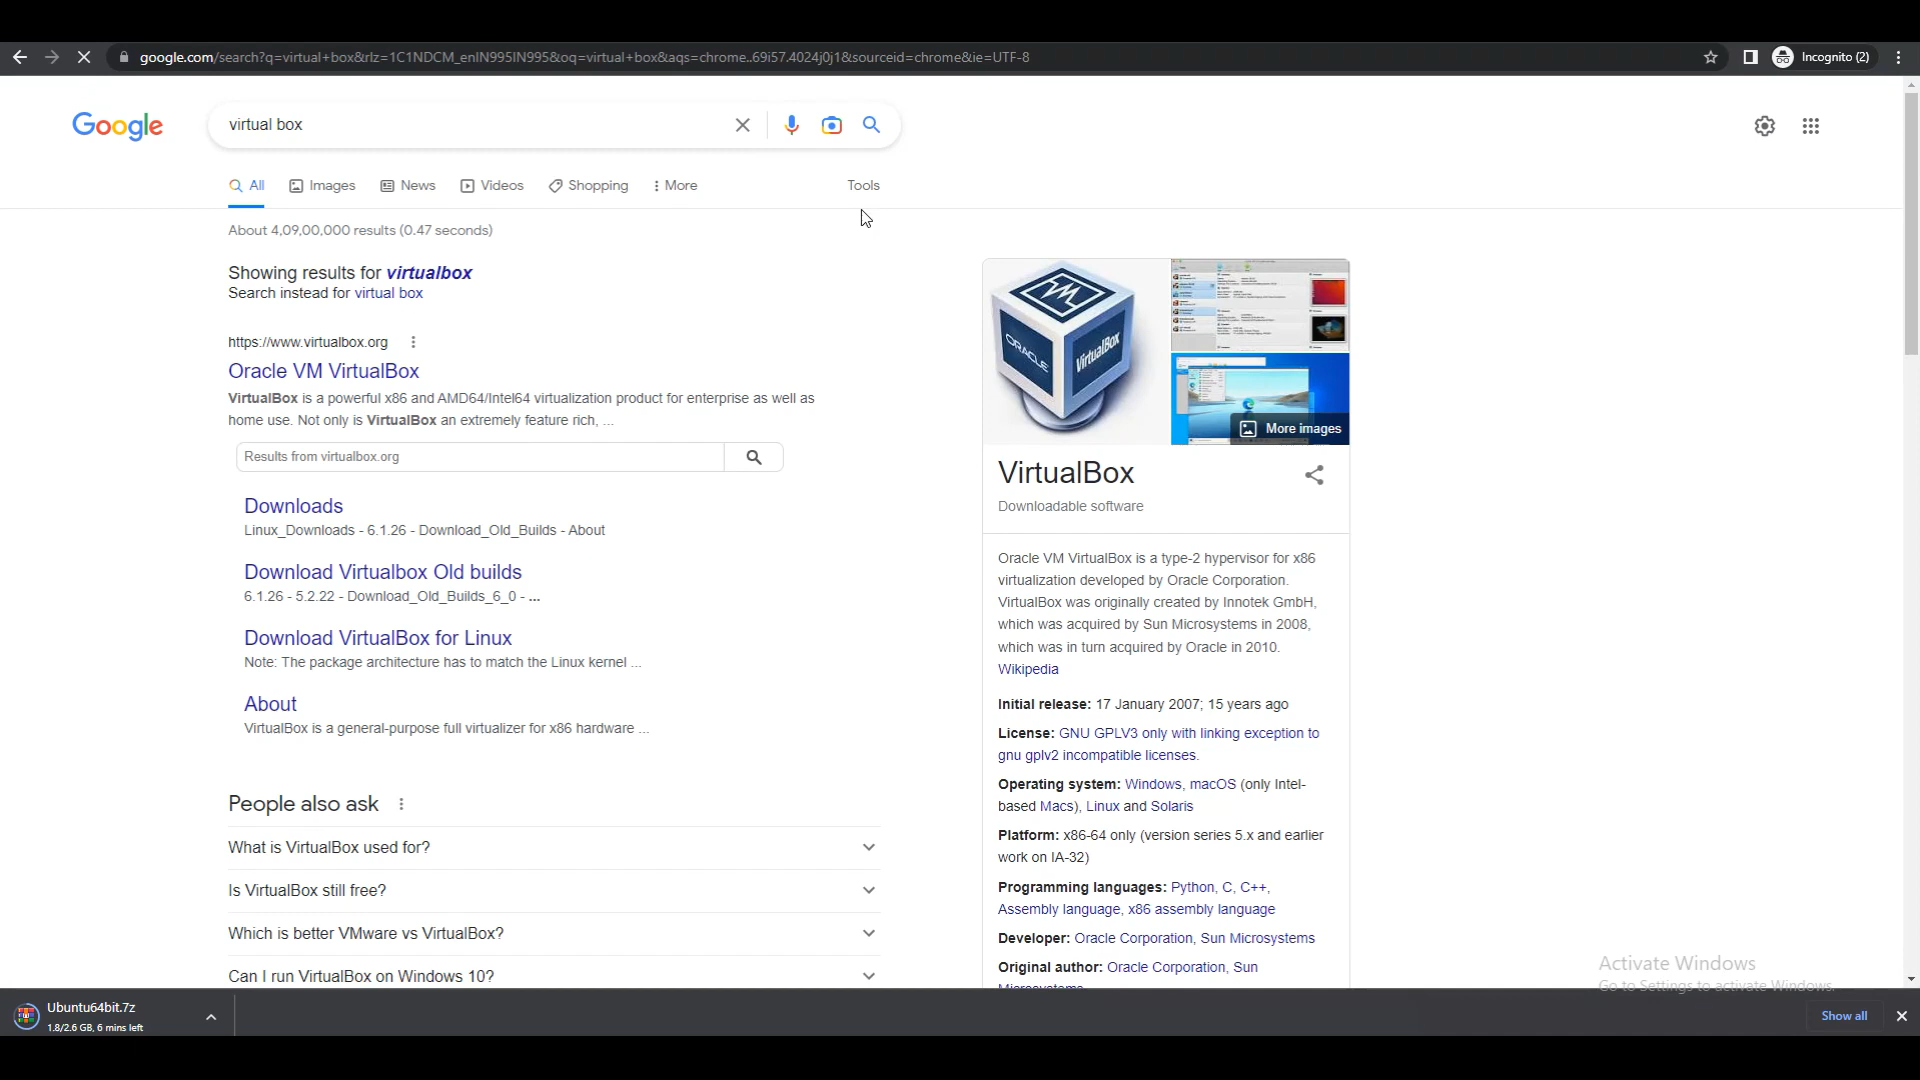 google.com/search?q=virtual+box&rlz=1C1NDCM_enIN995IN995&oq=virtual+box&aqs=chrome..69i57.4024j0j1&sourceid=chrome&ie=UTF-8
Incognito (2)
Google
virtual box
All
Images
News
Videos
Shopping
More
Tools
About 4,09,00,000 results (0.47 seconds)
Showing results for virtualbox
Search instead for virtual box
https://www.virtualbox.org
Oracle VM VirtualBox
VirtualBox is a powerful x86 and AMD64/Intel64 virtualization product for enterprise as well as
home use. Not only is VirtualBox an extremely feature rich, ...
Results from virtualbox.org
Downloads
Linux_Downloads - 6.1.26 - Download_Old_Builds - About
Download Virtualbox Old builds
6.1.26 - 5.2.22 - Download_Old_Builds_6_0 - ...
Download VirtualBox for Linux
Note: The package architecture has to match the Linux kernel ...
About
VirtualBox is a general-purpose full virtualizer for x86 hardware ...
People also ask
What is VirtualBox used for?
Is VirtualBox still free?
Which is better VMware vs VirtualBox?
Can I run VirtualBox on Windows 10?
ORACLE
VirtualBox
More images
VirtualBox
Downloadable software
Oracle VM VirtualBox is a type-2 hypervisor for x86
virtualization developed by Oracle Corporation.
VirtualBox was originally created by Innotek GmbH,
which was acquired by Sun Microsystems in 2008,
which was in turn acquired by Oracle in 2010.
Wikipedia
Initial release: 17 January 2007; 15 years ago
License: GNU GPLV3 only with linking exception to
gnu gplv2 incompatible licenses.
Operating system: Windows, macOS (only Intel-
based Macs), Linux and Solaris
Platform: x86-64 only (version series 5.x and earlier
work on IA-32)
Programming languages: Python, C, C++,
Assembly language, x86 assembly language
Developer: Oracle Corporation, Sun Microsystems
Original author: Oracle Corporation, Sun
Microsystems
Activate Windows
Go to Settings to activate Windows.
Ubuntu64bit.7z
1.8/2.6 GB, 6 mins left
Show all